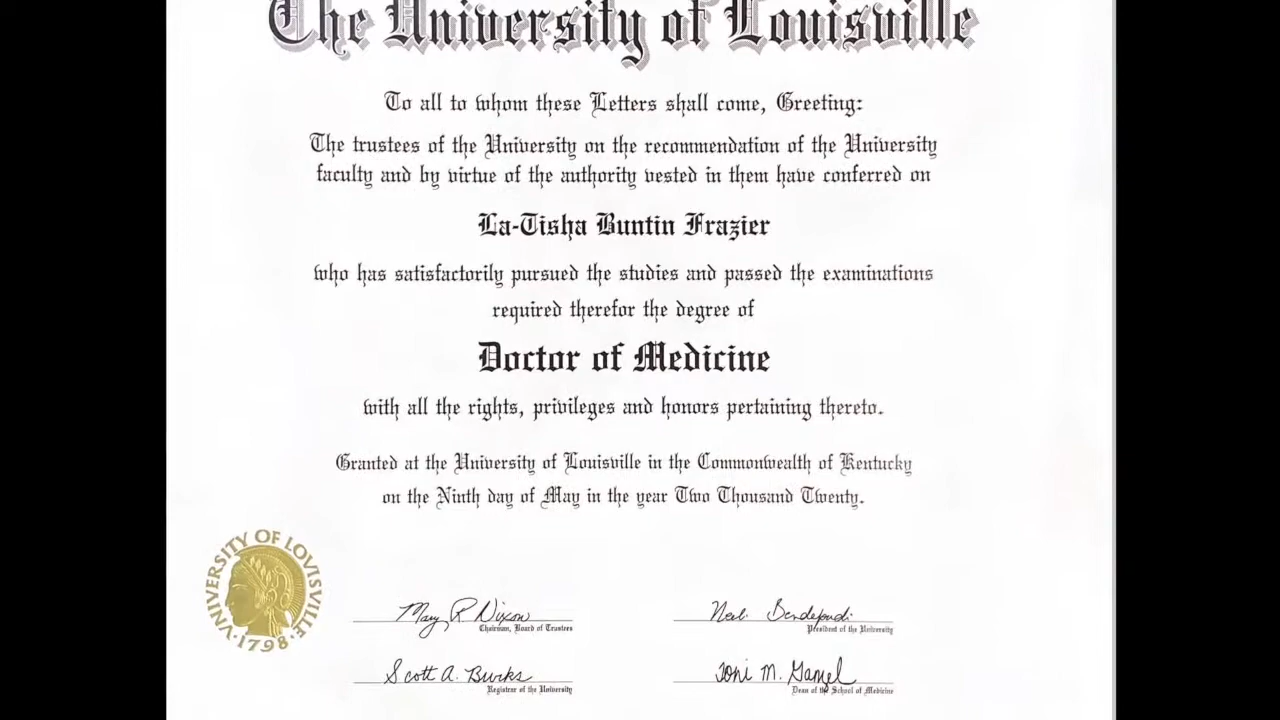 The University of Louisville
To all to whom these Letters shall come, Greeting:
The trustees of the University on the recommendation of the University
faculty and by virtue of the authority vested in them have conferred on
La-Tisha Buntin Frazier
who has satisfactorily pursued the studies and passed the examinations
required therefor the degree of
Doctor of Medicine
with all the rights, privileges and honors pertaining thereto.
Granted at the University of Louisville in the Commonwealth of Kentucky
on the Ninth day of May in the year Two Thousand Twenty.
UNIVERSITY OF LOUISVILLE
1798
Mary R Nixon
Chairman, Board of Trustees
Neeli Bendapudi
President of the University
Scott A. Burks
Registrar of the University
Toni M. Ganzel
Dean of the School of Medicine